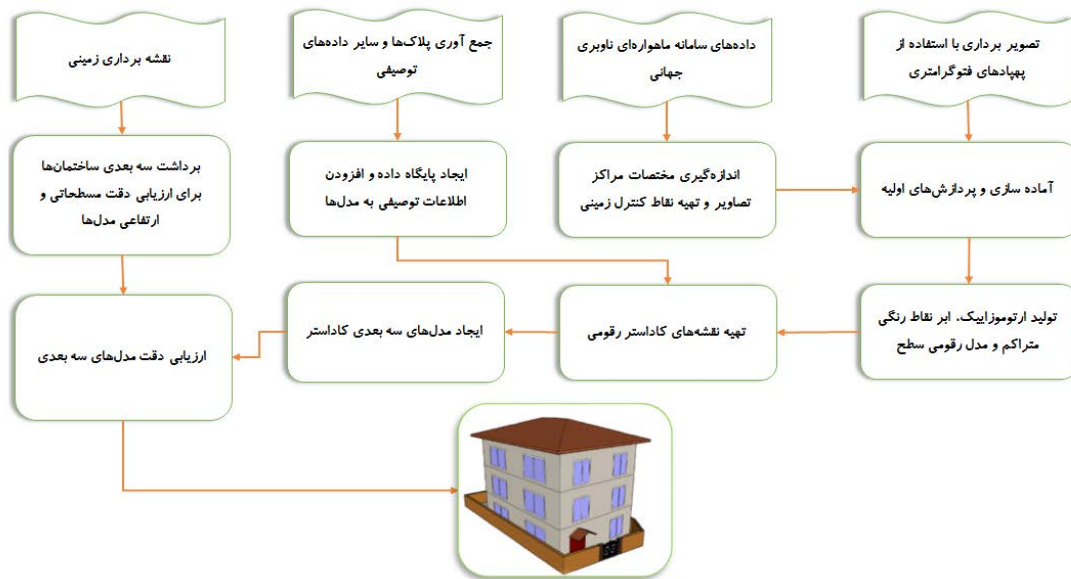 تصویر برداری با استفاده از
پهپادهای فتوگرامتری
داده‌های سامانه ماهواره‌ای ناوبری
جهانی
جمع آوری پلاک‌ها و سایر داده‌های
توصیفی
نقشه برداری زمینی
آماده سازی و پردازش‌های اولیه
اندازه‌گیری مختصات مراکز
تصاویر و تهیه نقاط کنترل زمینی
ایجاد پایگاه داده و افزودن
اطلاعات توصیفی به مدل‌ها
برداشت سه بعدی ساختمان‌ها
برای ارزیابی دقت مسطحاتی و
ارتفاعی مدل‌ها
تولید ارتوموزاییک، ابر نقاط رنگی
متراکم و مدل رقومی سطح
تهیه نقشه‌های کاداستر رقومی
ایجاد مدل‌های سه بعدی کاداستر
ارزیابی دقت مدل‌های سه بعدی